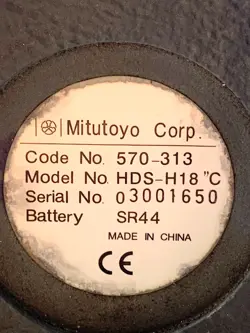 Mitutoyo Corp.
Code No. 570-313
Model No. HDS-H18"C
Serial No. 03001650
Battery SR44
MADE IN CHINA
CE